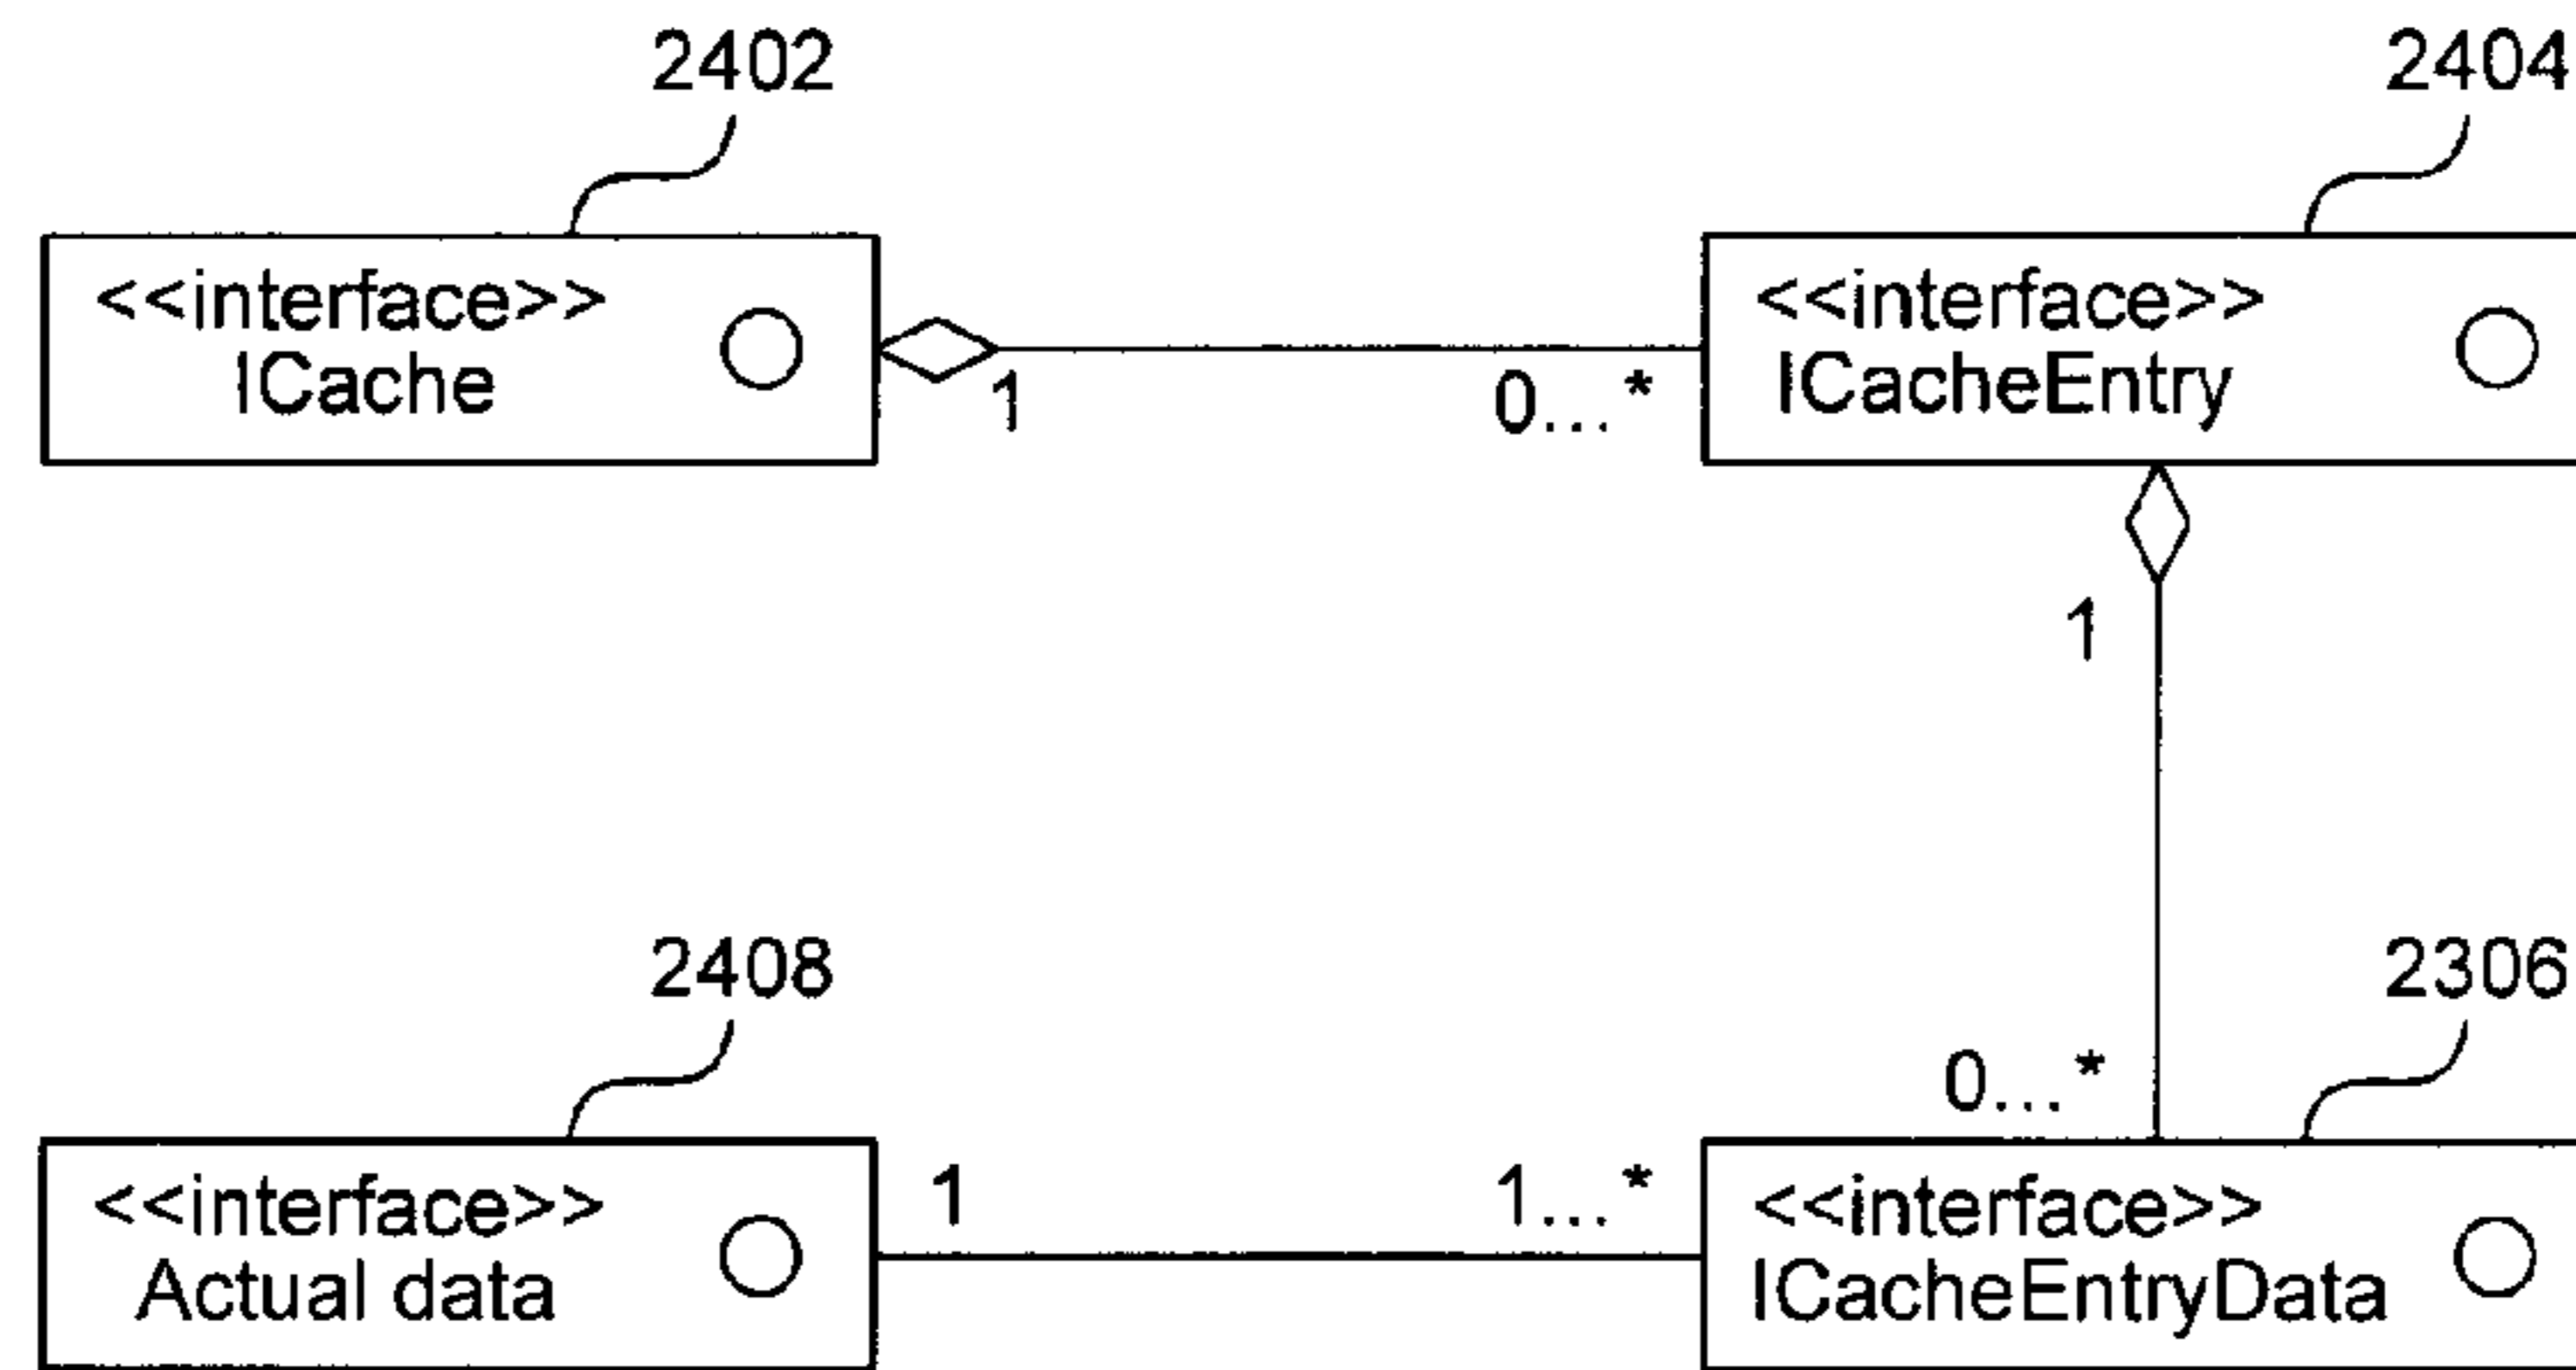 2402
2404
<<interface>>
ICache
<<interface>>
ICacheEntry
1
0...*
1
2408
2306
0...*
<<interface>>
Actual data
1
1...*
<<interface>>
ICacheEntryData